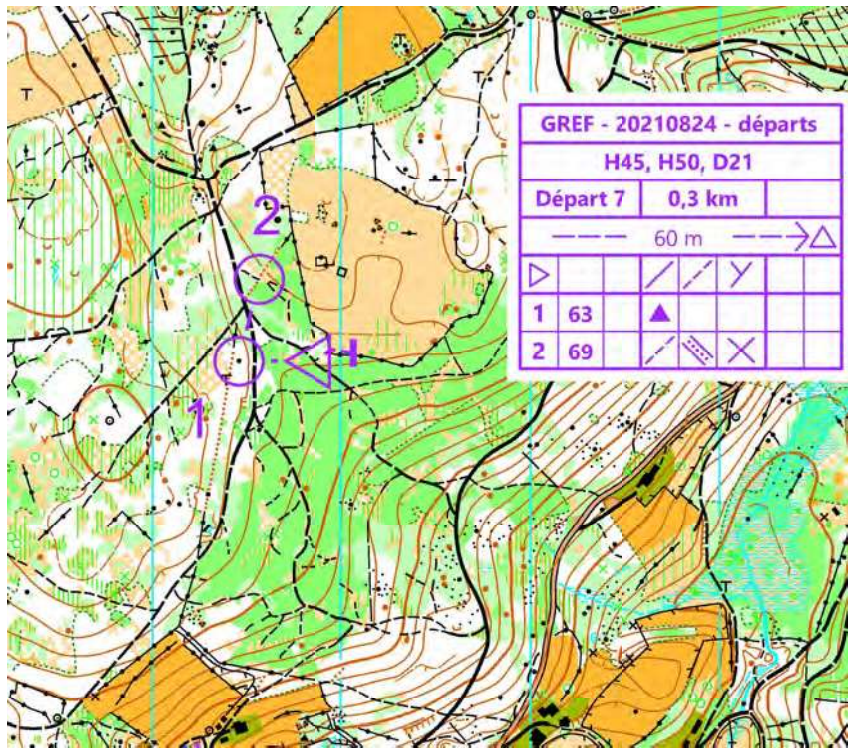 GREF - 20210824 - départs
H45, H50, D21
Départ 7 0,3 km
60 m
1 63
2 69
2
1